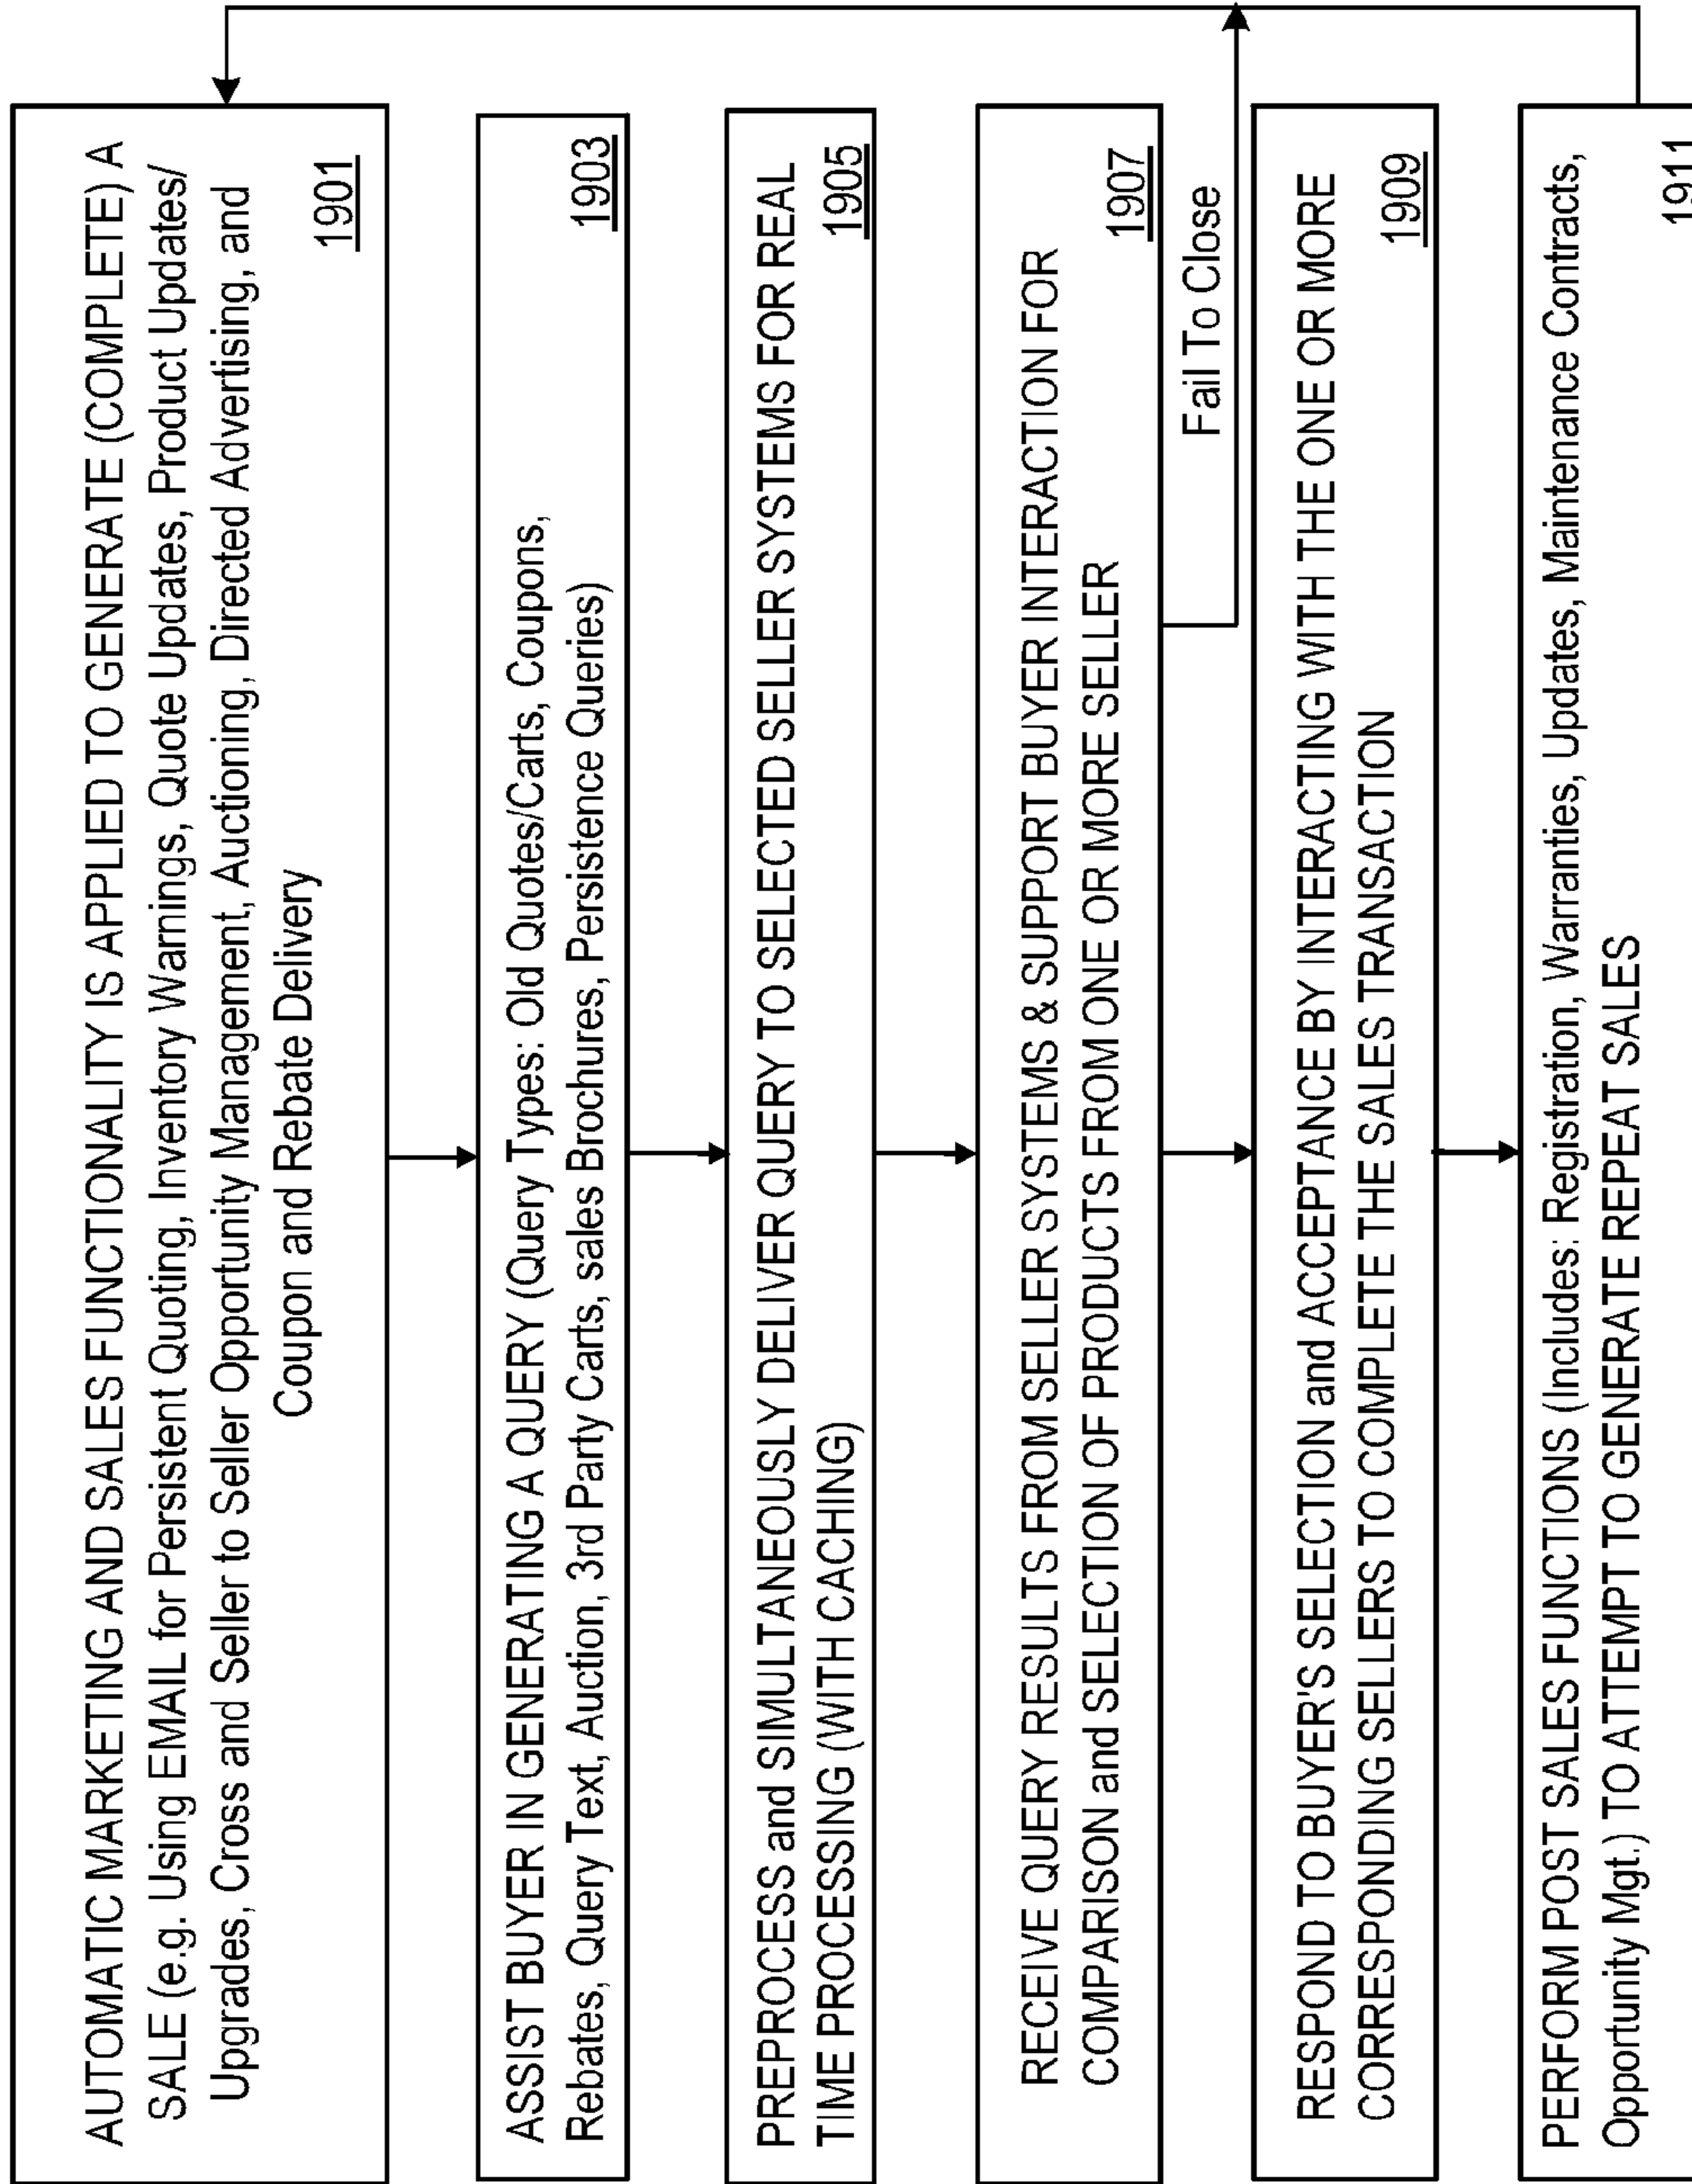 AUTOMATIC MARKETING AND SALES FUNCTIONALITY IS APPLIED TO GENERATE (COMPLETE) A
SALE (e.g. Using EMAIL for Persistent Quoting, Inventory Warnings, Quote Updates, Product Updates/
Upgrades, Cross and Seller to Seller Opportunity Management, Auctioning, Directed Advertising, and
Coupon and Rebate Delivery
1901
ASSIST BUYER IN GENERATING A QUERY (Query Types: Old Quotes/Carts, Coupons,
Rebates, Query Text, Auction, 3rd Party Carts, sales Brochures, Persistence Queries)
1903
PREPROCESS and SIMULTANEOUSLY DELIVER QUERY TO SELECTED SELLER SYSTEMS FOR REAL
TIME PROCESSING (WITH CACHING)
1905
RECEIVE QUERY RESULTS FROM SELLER SYSTEMS & SUPPORT BUYER INTERACTION FOR
COMPARISON and SELECTION OF PRODUCTS FROM ONE OR MORE SELLER
1907
Fail To Close
RESPOND TO BUYER'S SELECTION and ACCEPTANCE BY INTERACTING WITH THE ONE OR MORE
CORRESPONDING SELLERS TO COMPLETE THE SALES TRANSACTION
1909
PERFORM POST SALES FUNCTIONS (Includes: Registration, Warranties, Updates, Maintenance Contracts,
Opportunity Mgt.) TO ATTEMPT TO GENERATE REPEAT SALES
1911